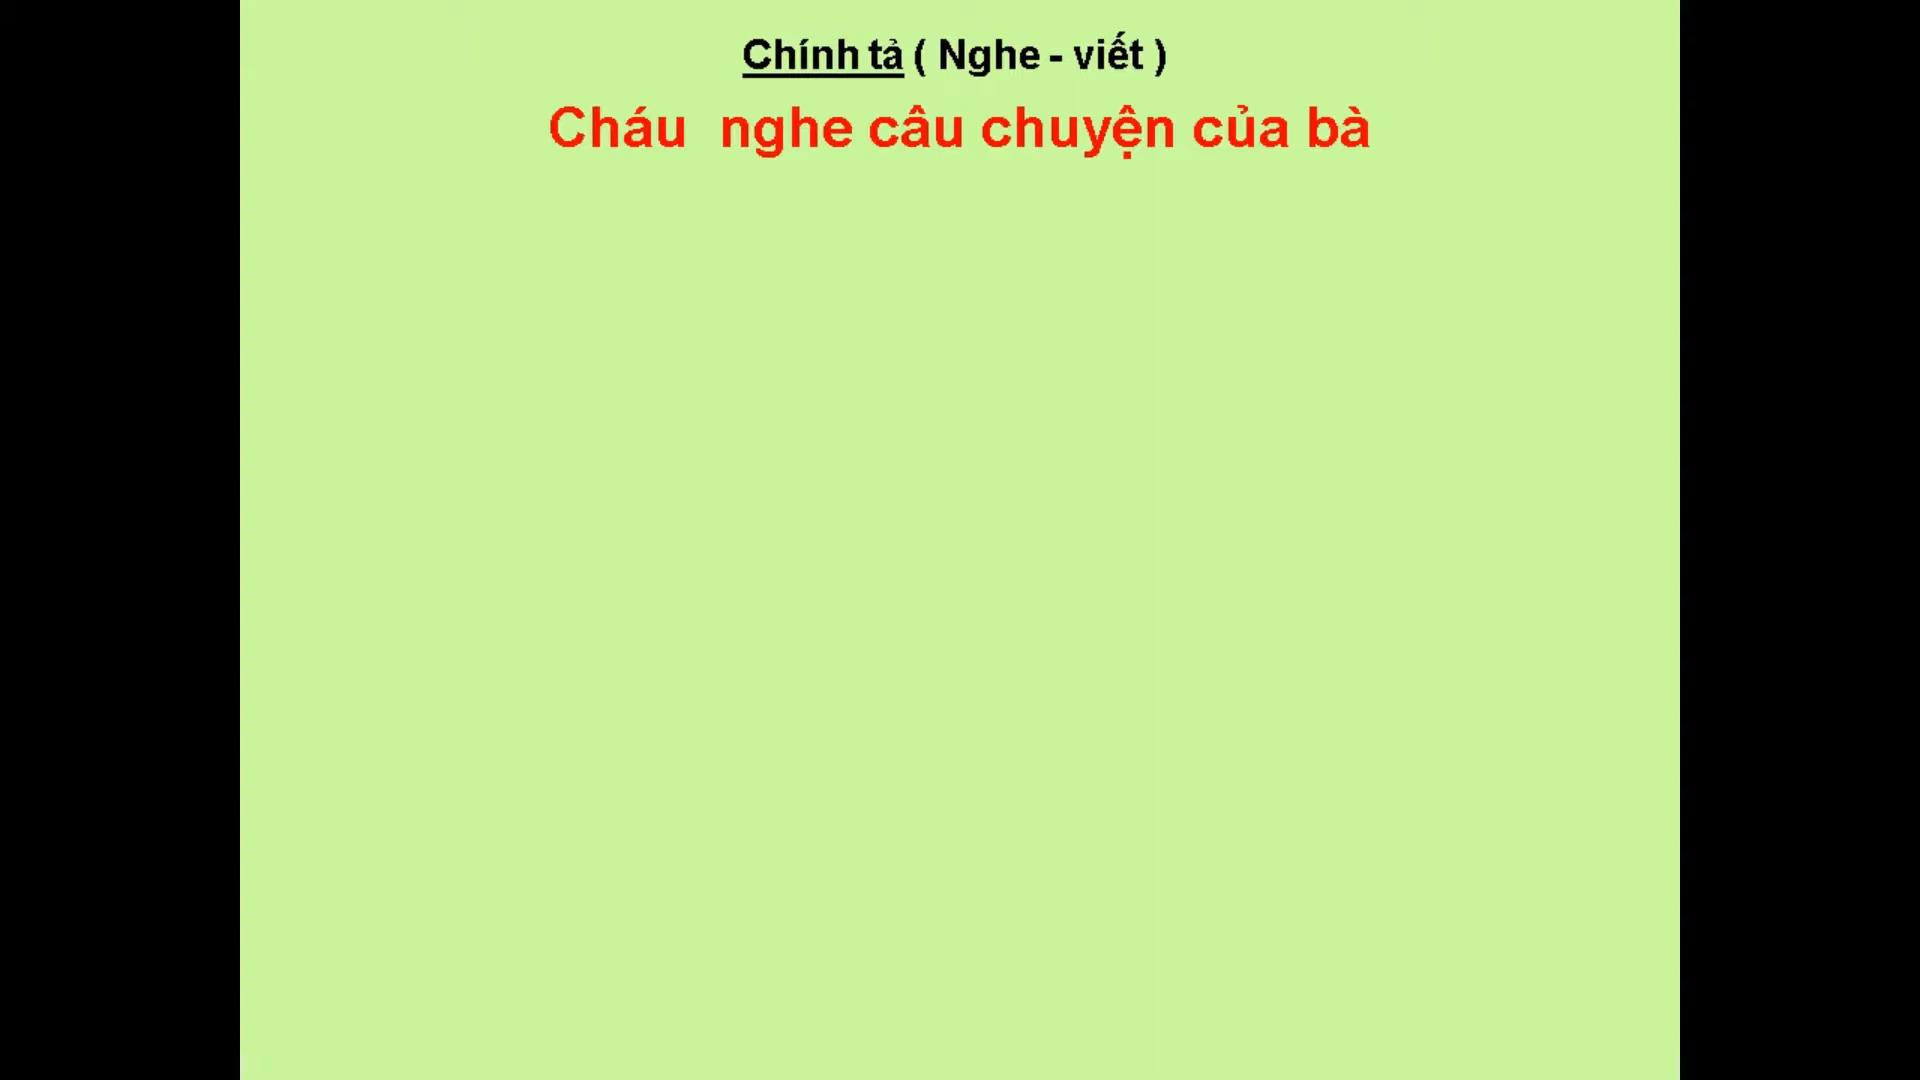 Chính tả ( Nghe - viết )
Cháu nghe câu chuyện của bà